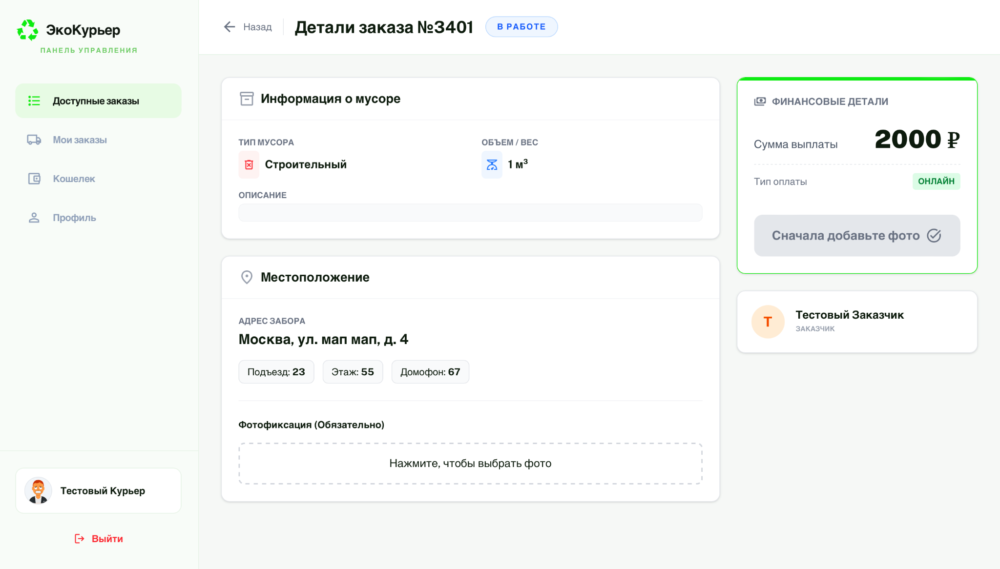 ЭкоКурьер
ПАНЕЛЬ УПРАВЛЕНИЯ
Доступные заказы
Мои заказы
Кошелек
Профиль
Тестовый Курьер
Выйти
Назад
Детали заказа №3401
В РАБОТЕ
Информация о мусоре
ТИП МУСОРА
Строительный
ОБЪЕМ / ВЕС
1 м³
ОПИСАНИЕ
Местоположение
АДРЕС ЗАБОРА
Москва, ул. мап мап, д. 4
Подъезд: 23 Этаж: 55 Домофон: 67
Фотофиксация (Обязательно)
Нажмите, чтобы выбрать фото
ФИНАНСОВЫЕ ДЕТАЛИ
Сумма выплаты 2000 ₽
Тип оплаты ОНЛАЙН
Сначала добавьте фото
Т
Тестовый Заказчик
ЗАКАЗЧИК